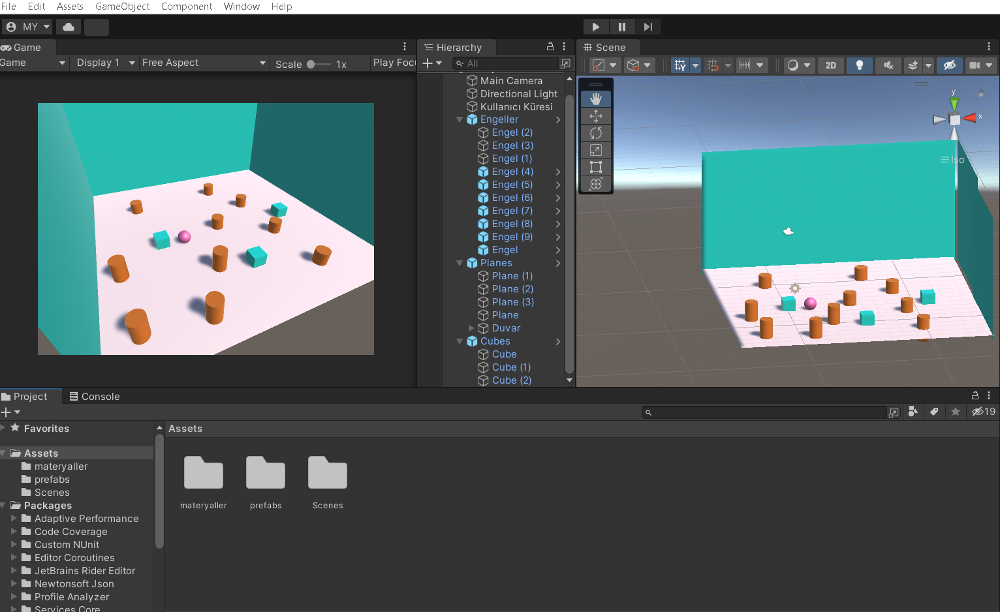 File Edit Assets GameObject Component Window Help
MY
Game
Game Display 1 Free Aspect Scale 1x Play Focu
Hierarchy
All
Main Camera
Directional Light
Kullanıcı Küresi
Engeller
Engel (2)
Engel (3)
Engel (1)
Engel (4)
Engel (5)
Engel (6)
Engel (7)
Engel (8)
Engel (9)
Engel
Planes
Plane (1)
Plane (2)
Plane (3)
Plane
Duvar
Cubes
Cube
Cube (1)
Cube (2)
Scene
2D
y
x
Iso
Project Console
19
Favorites
Assets
materyaller
prefabs
Scenes
Packages
Adaptive Performance
Code Coverage
Custom NUnit
Editor Coroutines
JetBrains Rider Editor
Newtonsoft Json
Profile Analyzer
Services Core
Assets
materyaller prefabs Scenes